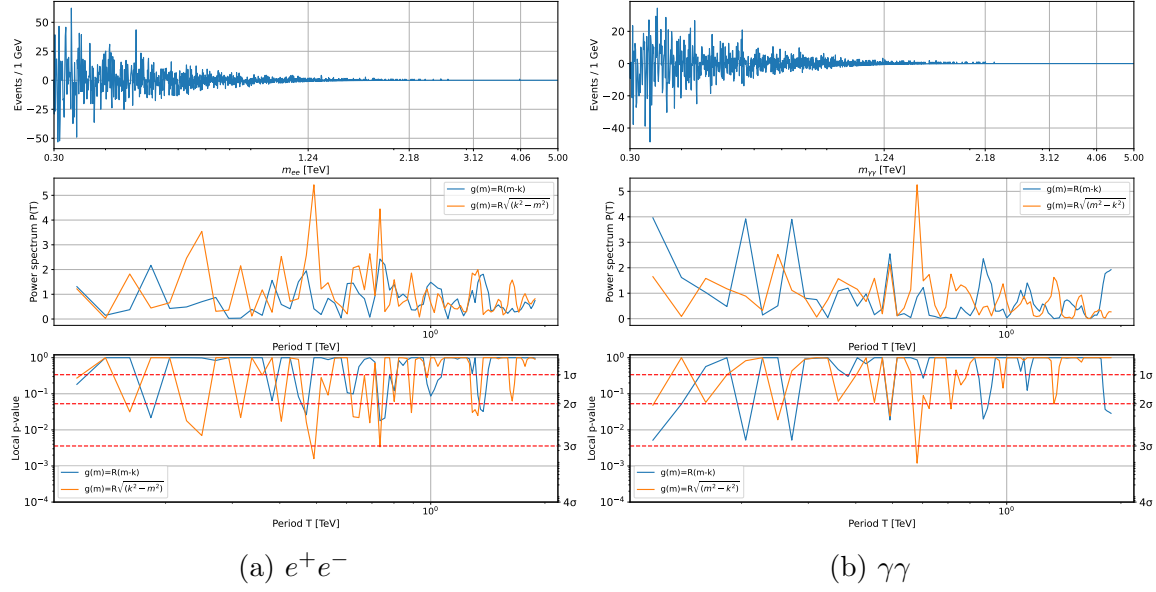 50
25
0
−25
−50
Events / 1 GeV
0.30
1.24
2.18
3.12
4.06
5.00
m_ee [TeV]
5
4
3
2
1
0
Power spectrum P(T)
g(m)=R(m-k)
g(m)=R√(k²−m²)
10⁰
Period T [TeV]
10⁰
10⁻¹
10⁻²
10⁻³
10⁻⁴
Local p-value
1σ
2σ
3σ
4σ
g(m)=R(m-k)
g(m)=R√(k²−m²)
10⁰
Period T [TeV]
(a) e⁺e⁻
20
0
−20
−40
Events / 1 GeV
0.30
1.24
2.18
3.12
4.06
5.00
m_γγ [TeV]
5
4
3
2
1
0
Power spectrum P(T)
g(m)=R(m-k)
g(m)=R√(m²−k²)
10⁰
Period T [TeV]
10⁰
10⁻¹
10⁻²
10⁻³
10⁻⁴
Local p-value
1σ
2σ
3σ
4σ
g(m)=R(m-k)
g(m)=R√(m²−k²)
10⁰
Period T [TeV]
(b) γγ